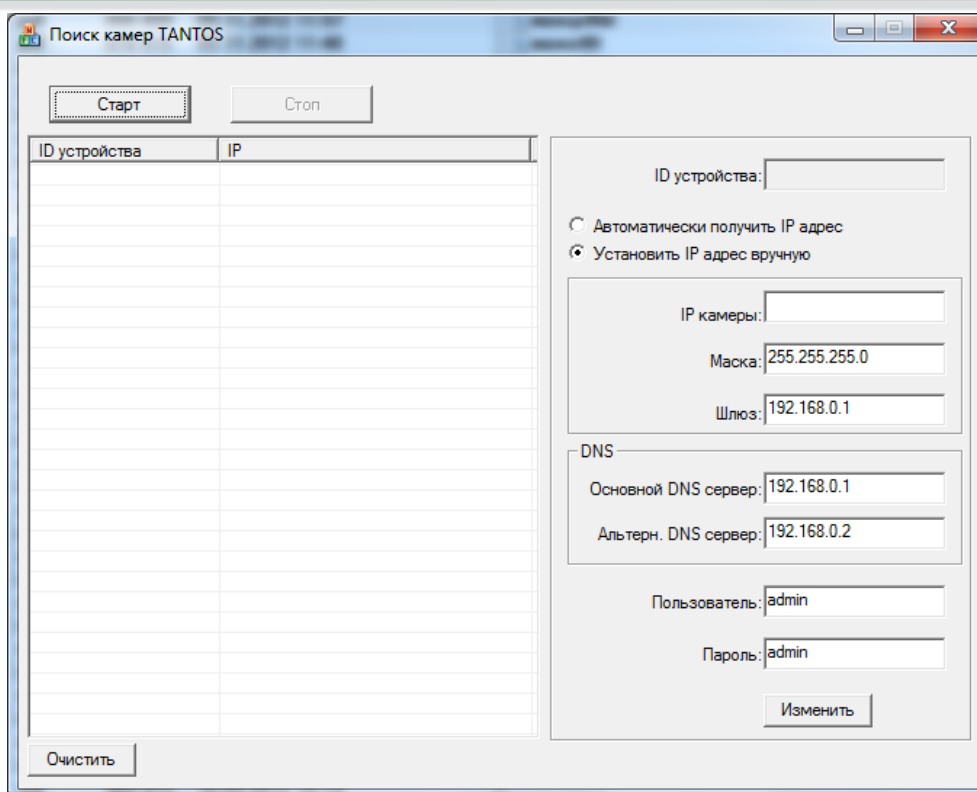 Поиск камер TANTOS
Старт
Стоп
ID устройства
IP
ID устройства:
Автоматически получить IP адрес
Установить IP адрес вручную
IP камеры:
Маска: 255.255.255.0
Шлюз: 192.168.0.1
DNS
Основной DNS сервер: 192.168.0.1
Альтерн. DNS сервер: 192.168.0.2
Пользователь: admin
Пароль: admin
Изменить
Очистить